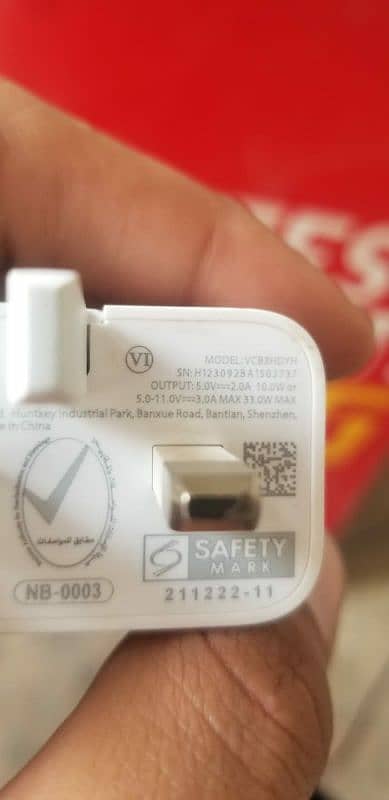 VI
MODEL: VCB3HDYH
SN: H123092BA1503737
OUTPUT: 5.0V⎓2.0A 10.0W or
5.0-11.0V⎓3.0A MAX 33.0W MAX
Huntkey Industrial Park, Banxue Road, Bantian, Shenzhen,
in China
مطابق للمواصفات
SAFETY
MARK
NB-0003
211222-11